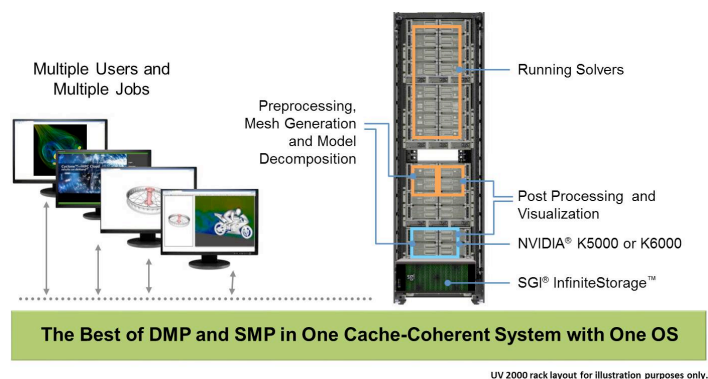 Multiple Users and
Multiple Jobs
Preprocessing,
Mesh Generation
and Model
Decomposition
Running Solvers
Post Processing and
Visualization
NVIDIA® K5000 or K6000
SGI® InfiniteStorage™
The Best of DMP and SMP in One Cache-Coherent System with One OS
UV 2000 rack layout for illustration purposes only.